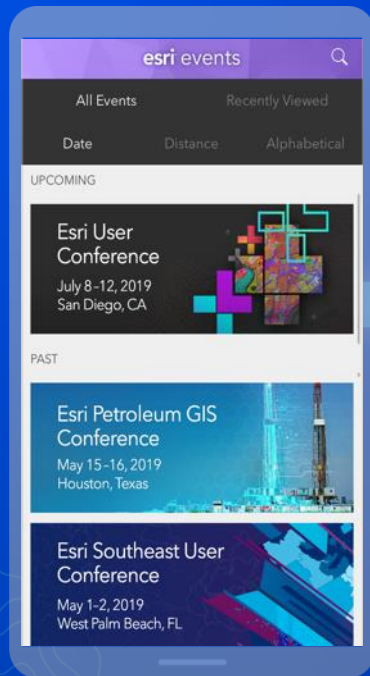 esri events
All Events Recently Viewed
Date Distance Alphabetical
UPCOMING
Esri User
Conference
July 8-12, 2019
San Diego, CA
PAST
Esri Petroleum GIS
Conference
May 15-16, 2019
Houston, Texas
Esri Southeast User
Conference
May 1-2, 2019
West Palm Beach, FL